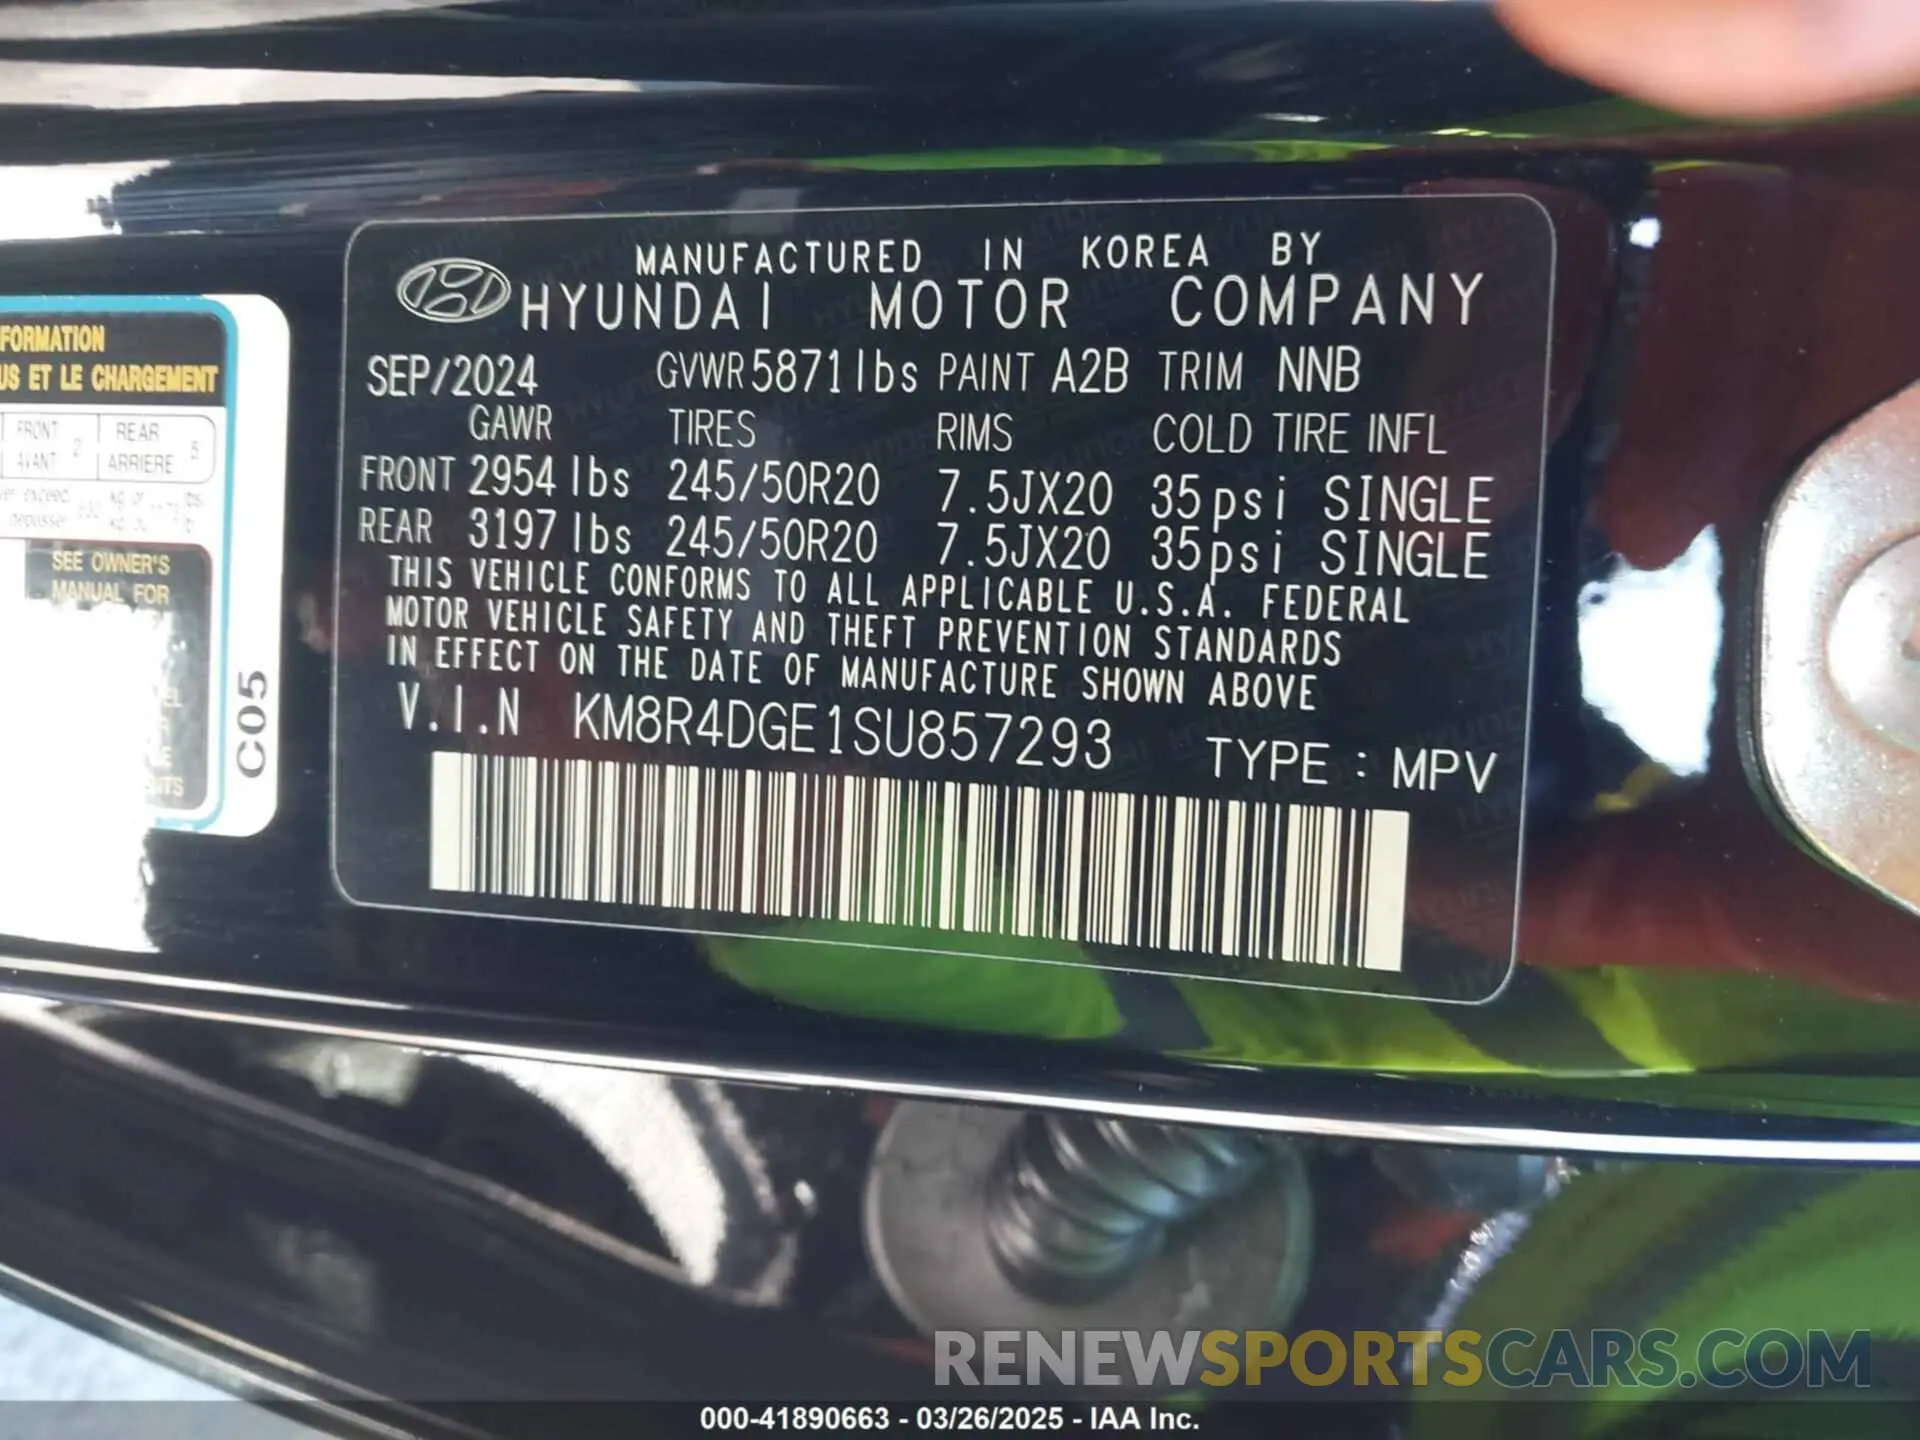 MANUFACTURED IN KOREA BY
HYUNDAI MOTOR COMPANY
SEP/2024 GVWR 5871lbs PAINT A2B TRIM NNB
GAWR TIRES RIMS COLD TIRE INFL
FRONT 2954 lbs 245/50R20 7.5JX20 35psi SINGLE
REAR 3197 lbs 245/50R20 7.5JX20 35psi SINGLE
THIS VEHICLE CONFORMS TO ALL APPLICABLE U.S.A. FEDERAL
MOTOR VEHICLE SAFETY AND THEFT PREVENTION STANDARDS
IN EFFECT ON THE DATE OF MANUFACTURE SHOWN ABOVE
V.I.N KM8R4DGE1SU857293
TYPE : MPV
FORMATION
US ET LE CHARGEMENT
FRONT 2 REAR 5
AVANT ARRIERE
SEE OWNER'S
MANUAL FOR
C05
RENEWSPORTSCARS.COM
000-41890663 - 03/26/2025 - IAA Inc.